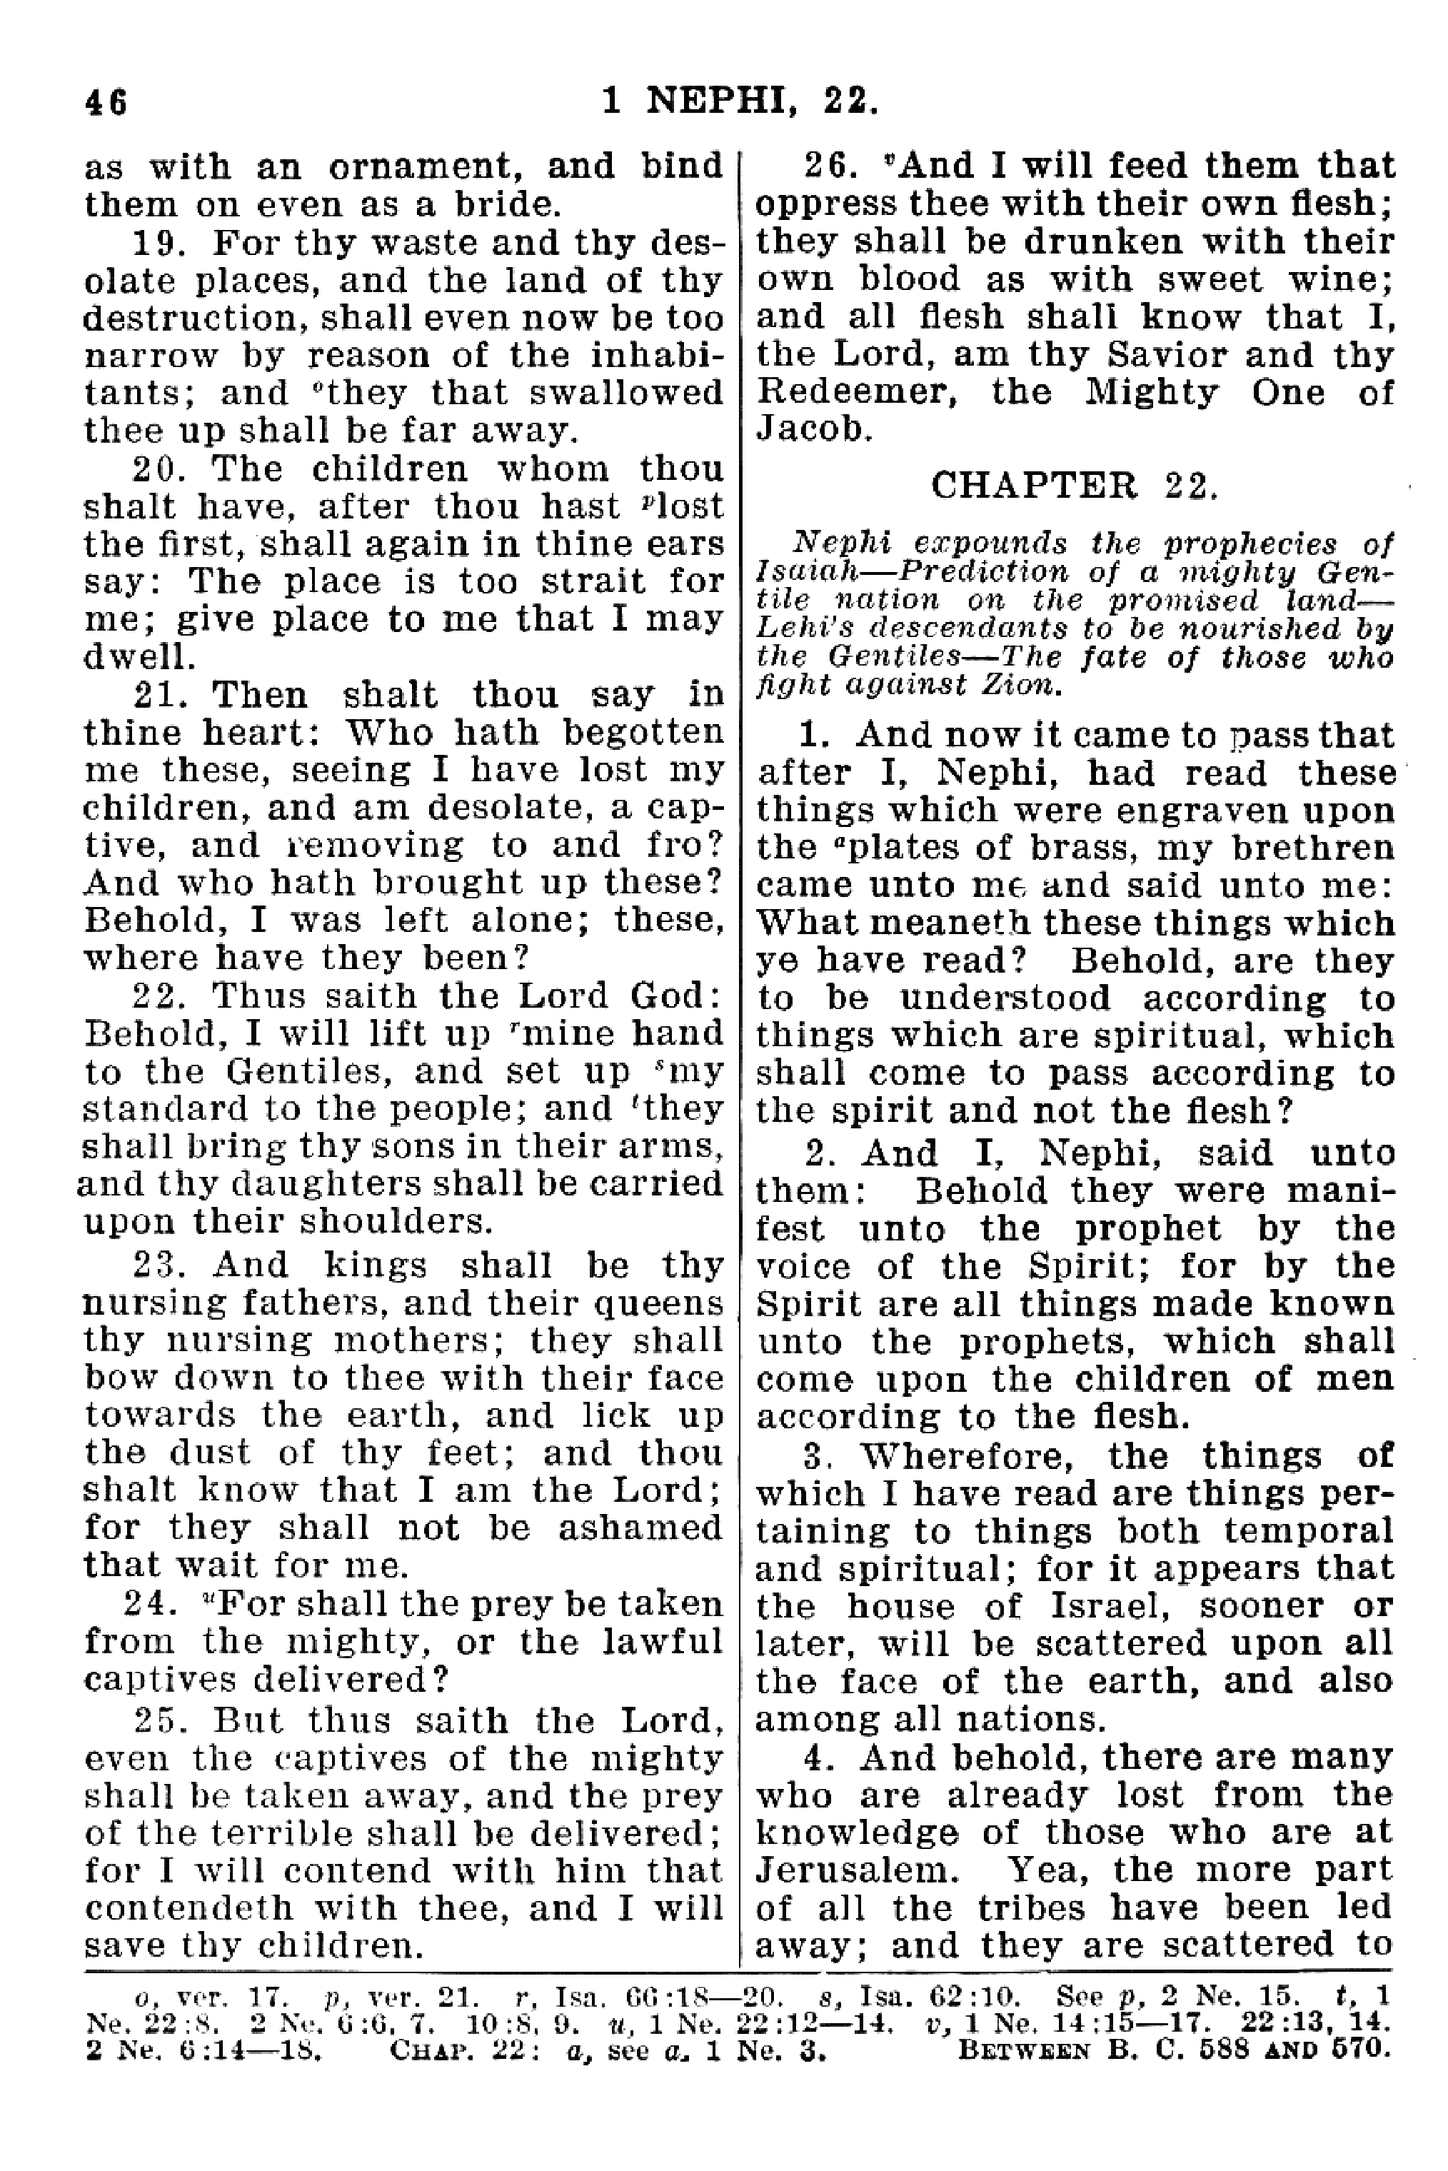 46
1 NEPHI, 22.
as with an ornament, and bind
them on even as a bride.
19. For thy waste and thy des-
olate places, and the land of thy
destruction, shall even now be too
narrow by reason of the inhabi-
tants; and ᵒthey that swallowed
thee up shall be far away.
20. The children whom thou
shalt have, after thou hast ᵖlost
the first, shall again in thine ears
say: The place is too strait for
me; give place to me that I may
dwell.
21. Then shalt thou say in
thine heart: Who hath begotten
me these, seeing I have lost my
children, and am desolate, a cap-
tive, and removing to and fro?
And who hath brought up these?
Behold, I was left alone; these,
where have they been?
22. Thus saith the Lord God:
Behold, I will lift up ʳmine hand
to the Gentiles, and set up ˢmy
standard to the people; and ᵗthey
shall bring thy sons in their arms,
and thy daughters shall be carried
upon their shoulders.
23. And kings shall be thy
nursing fathers, and their queens
thy nursing mothers; they shall
bow down to thee with their face
towards the earth, and lick up
the dust of thy feet; and thou
shalt know that I am the Lord;
for they shall not be ashamed
that wait for me.
24. ᵘFor shall the prey be taken
from the mighty, or the lawful
captives delivered?
25. But thus saith the Lord,
even the captives of the mighty
shall be taken away, and the prey
of the terrible shall be delivered;
for I will contend with him that
contendeth with thee, and I will
save thy children.
26. ᵛAnd I will feed them that
oppress thee with their own flesh;
they shall be drunken with their
own blood as with sweet wine;
and all flesh shall know that I,
the Lord, am thy Savior and thy
Redeemer, the Mighty One of
Jacob.
CHAPTER 22.
Nephi expounds the prophecies of
Isaiah—Prediction of a mighty Gen-
tile nation on the promised land—
Lehi's descendants to be nourished by
the Gentiles—The fate of those who
fight against Zion.
1. And now it came to pass that
after I, Nephi, had read these
things which were engraven upon
the ᵃplates of brass, my brethren
came unto me and said unto me:
What meaneth these things which
ye have read? Behold, are they
to be understood according to
things which are spiritual, which
shall come to pass according to
the spirit and not the flesh?
2. And I, Nephi, said unto
them: Behold they were mani-
fest unto the prophet by the
voice of the Spirit; for by the
Spirit are all things made known
unto the prophets, which shall
come upon the children of men
according to the flesh.
3. Wherefore, the things of
which I have read are things per-
taining to things both temporal
and spiritual; for it appears that
the house of Israel, sooner or
later, will be scattered upon all
the face of the earth, and also
among all nations.
4. And behold, there are many
who are already lost from the
knowledge of those who are at
Jerusalem. Yea, the more part
of all the tribes have been led
away; and they are scattered to
o, ver. 17. p, ver. 21. r, Isa. 66:18—20. s, Isa. 62:10. See p, 2 Ne. 15. t, 1
Ne. 22:8. 2 Ne. 6:6, 7. 10:8, 9. u, 1 Ne. 22:12—14. v, 1 Ne. 14:15—17. 22:13, 14.
2 Ne. 6:14—18. CHAP. 22: a, see a, 1 Ne. 3. BETWEEN B. C. 588 AND 570.